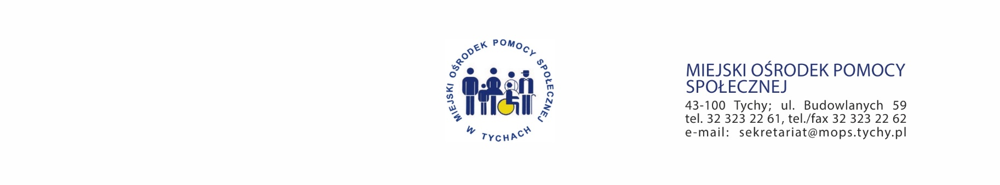 MIEJSKI OŚRODEK POMOCY SPOŁECZNEJ
W TYCHACH
MIEJSKI OŚRODEK POMOCY
SPOŁECZNEJ
43-100 Tychy; ul. Budowlanych 59
tel. 32 323 22 61, tel./fax 32 323 22 62
e-mail: sekretariat@mops.tychy.pl